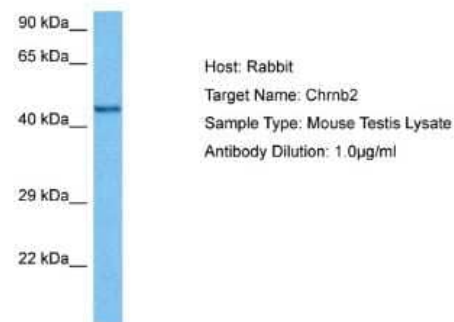 90 kDa
65 kDa
40 kDa
29 kDa
22 kDa
Host: Rabbit
Target Name: Chrnb2
Sample Type: Mouse Testis Lysate
Antibody Dilution: 1.0µg/ml